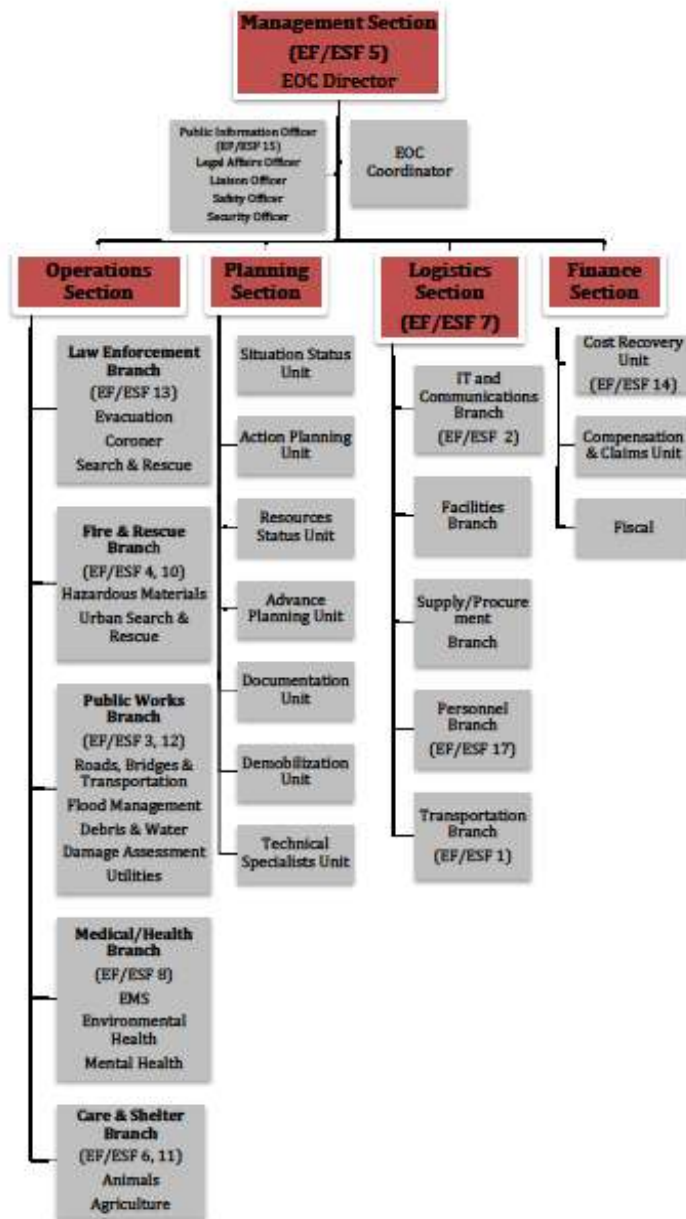 Management Section
(EF/ESF 5)
EOC Director
Public Information Officer
(EF/ESF 15)
Legal Affairs Officer
Liaison Officer
Safety Officer
Security Officer
EOC
Coordinator
Operations
Section
Law Enforcement
Branch
(EF/ESF 13)
Evacuation
Coroner
Search & Rescue
Fire & Rescue
Branch
(EF/ESF 4, 10)
Hazardous Materials
Urban Search &
Rescue
Public Works
Branch
(EF/ESF 3, 12)
Roads, Bridges &
Transportation
Flood Management
Debris & Water
Damage Assessment
Utilities
Medical/Health
Branch
(EF/ESF 8)
EMS
Environmental
Health
Mental Health
Care & Shelter
Branch
(EF/ESF 6, 11)
Animals
Agriculture
Planning
Section
Situation Status
Unit
Action Planning
Unit
Resources
Status Unit
Advance
Planning Unit
Documentation
Unit
Demobilization
Unit
Technical
Specialists Unit
Logistics
Section
(EF/ESF 7)
IT and
Communications
Branch
(EF/ESF 2)
Facilities
Branch
Supply/Procure
ment
Branch
Personnel
Branch
(EF/ESF 17)
Transportation
Branch
(EF/ESF 1)
Finance
Section
Cost Recovery
Unit
(EF/ESF 14)
Compensation
& Claims Unit
Fiscal